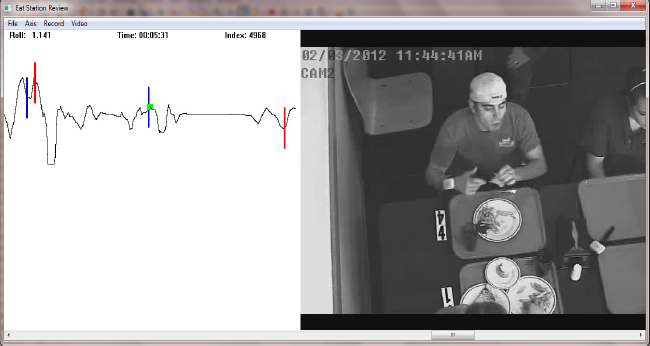 Eat Station Review
File Axis Record Video
Roll: 1.141 Time: 00:05:31 Index: 4968
02/03/2012 11:44:41AM
CAM2
44